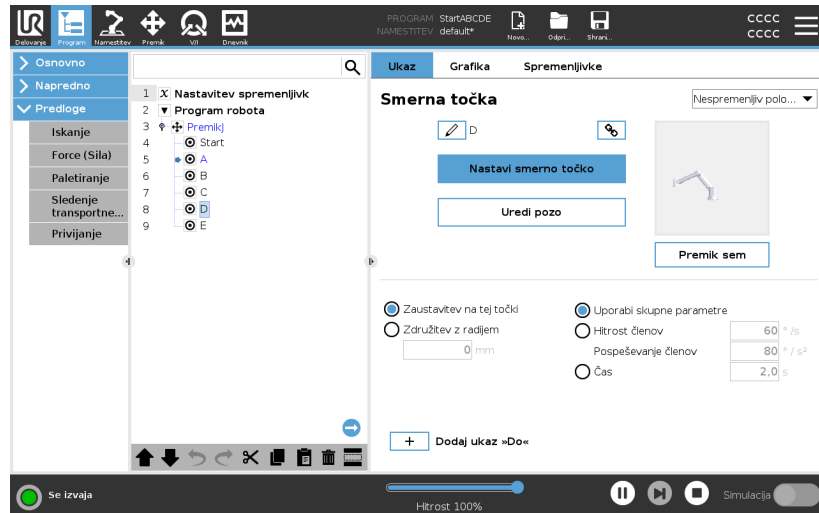 PROGRAM StartABCDE
NAMESTITEV default*
Delovanje Program Namestitev Premik V/I Dnevnik Novo... Odpri... Shrani...
cccc
cccc
Osnovno
Napredno
Predloge
Iskanje
Force (Sila)
Paletiranje
Sledenje
transportne...
Privijanje
1 X Nastavitev spremenljivk
2 Program robota
3 PremikJ
4 Start
5 A
6 B
7 C
8 D
9 E
Ukaz Grafika Spremenljivke
Smerna točka
Nespremenljiv polo...
D
Nastavi smerno točko
Uredi pozo
Premik sem
Zaustavitev na tej točki
Združitev z radijem
0 mm
Uporabi skupne parametre
Hitrost členov 60 ° /s
Pospeševanje členov 80 ° / s²
Čas 2,0 s
+ Dodaj ukaz »Do«
Se izvaja
Hitrost 100%
Simulacija